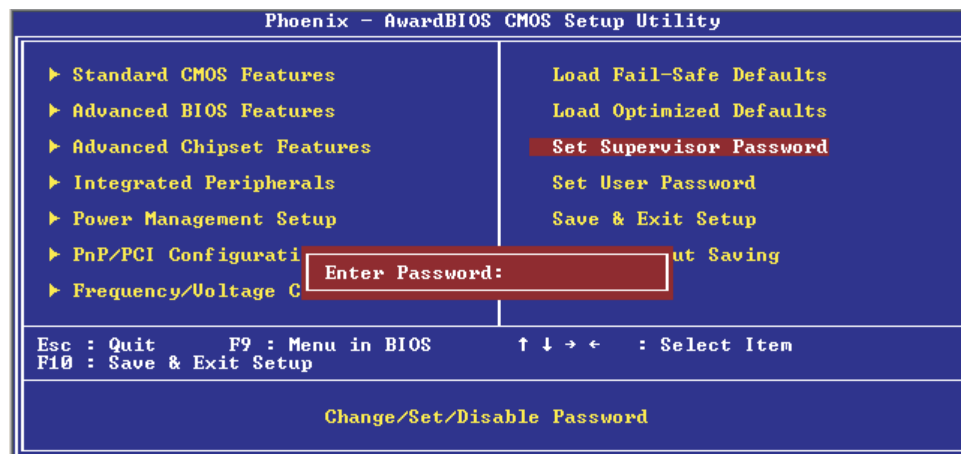 Phoenix - AwardBIOS CMOS Setup Utility
▶ Standard CMOS Features
▶ Advanced BIOS Features
▶ Advanced Chipset Features
▶ Integrated Peripherals
▶ Power Management Setup
▶ PnP/PCI Configurati
▶ Frequency/Voltage C
Load Fail-Safe Defaults
Load Optimized Defaults
Set Supervisor Password
Set User Password
Save & Exit Setup
ut Saving
Enter Password:
Esc : Quit F9 : Menu in BIOS ↑ ↓ → ← : Select Item
F10 : Save & Exit Setup
Change/Set/Disable Password